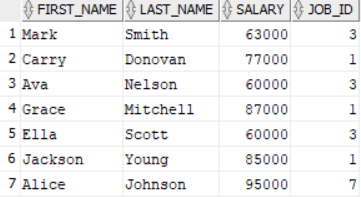 FIRST_NAME LAST_NAME SALARY JOB_ID
1 Mark Smith 63000 3
2 Carry Donovan 77000 1
3 Ava Nelson 60000 3
4 Grace Mitchell 87000 1
5 Ella Scott 60000 3
6 Jackson Young 85000 1
7 Alice Johnson 95000 7